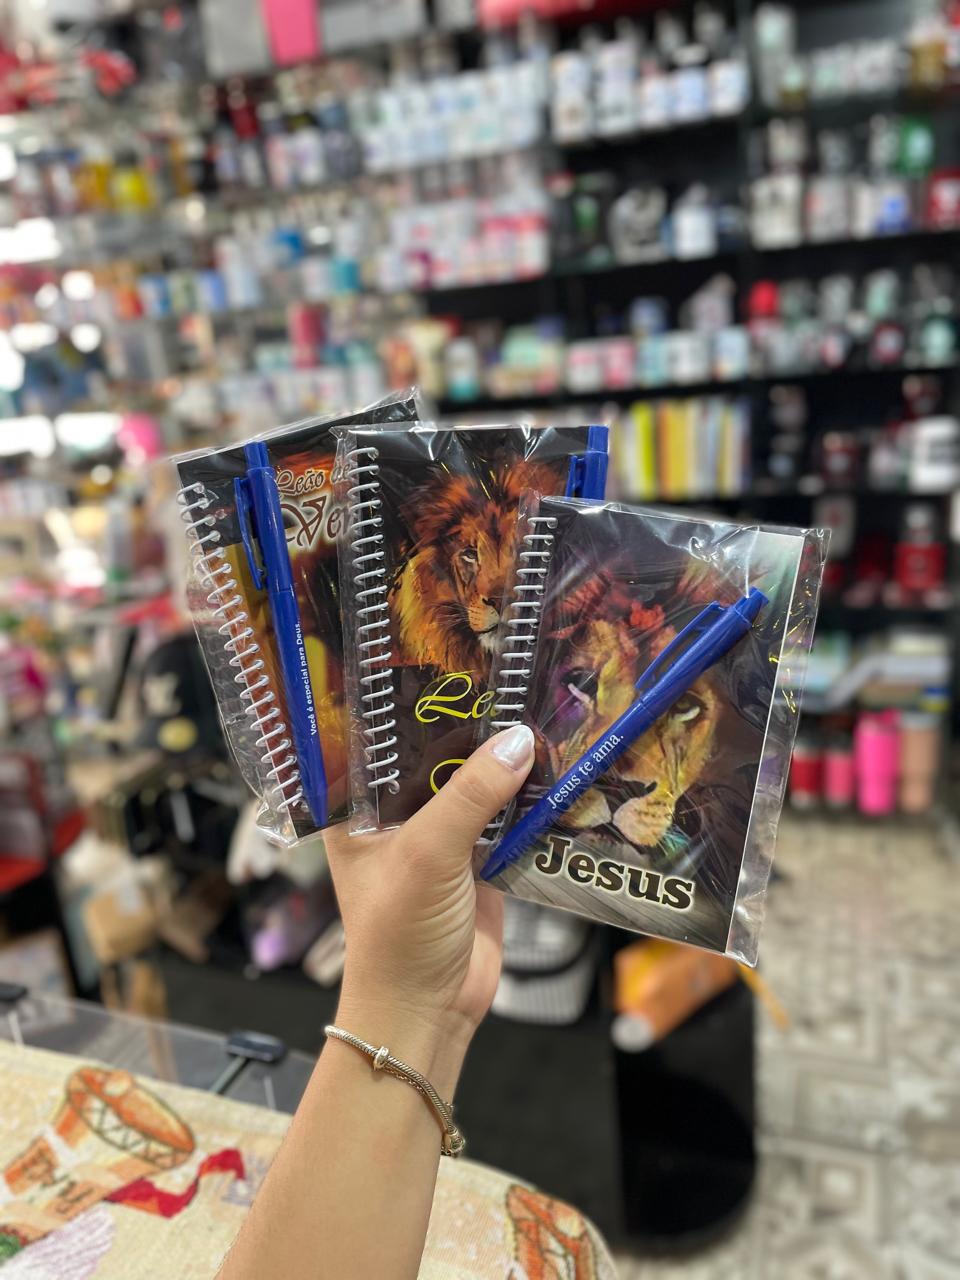 Leão de
Ver
Você é especial para Deus.
Leã
Jesus te ama.
Jesus